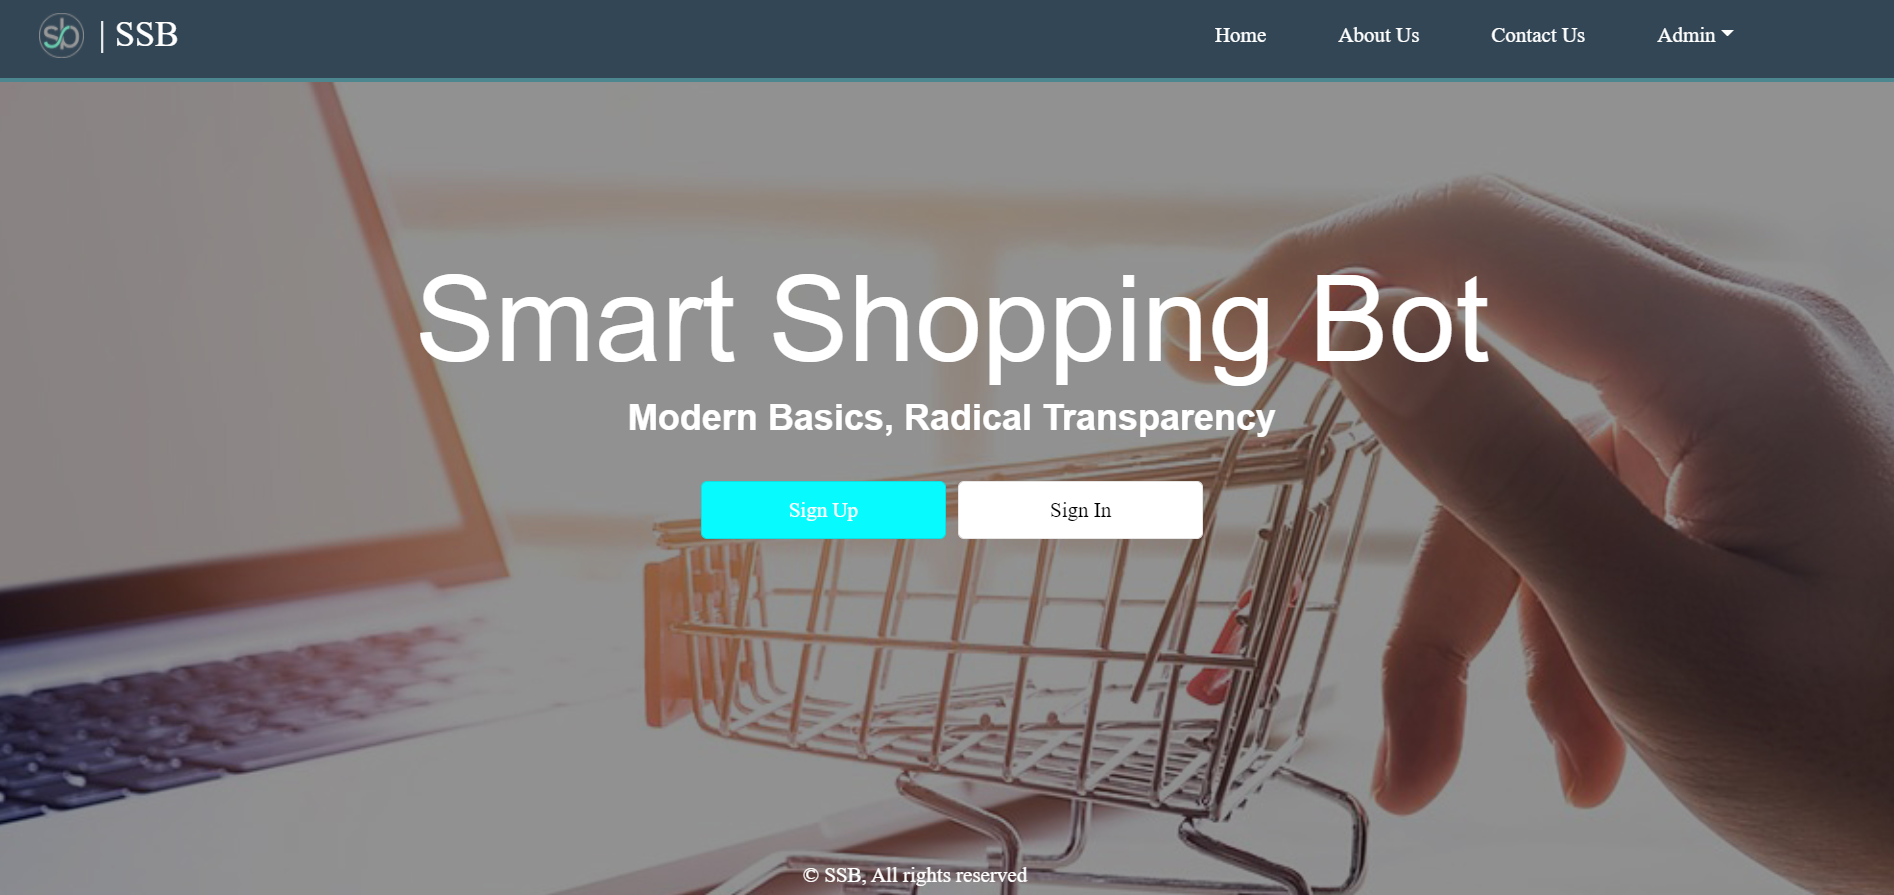 sb | SSB
Home About Us Contact Us Admin
Smart Shopping Bot
Modern Basics, Radical Transparency
Sign Up Sign In
© SSB, All rights reserved